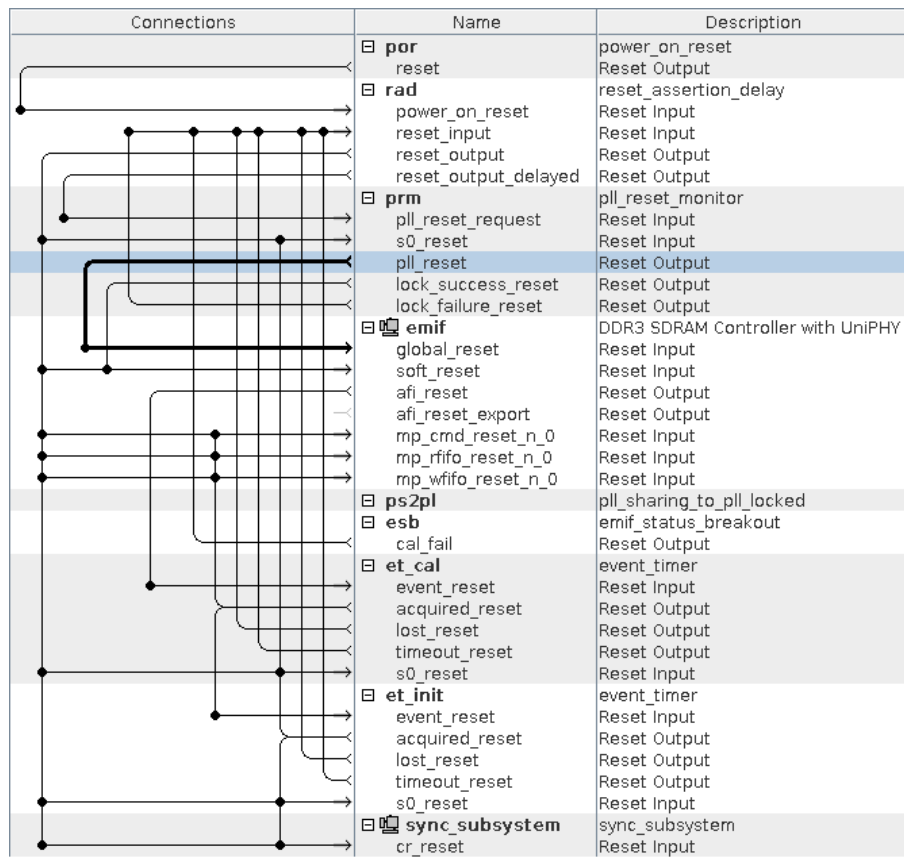 Connections Name Description
por power_on_reset
reset Reset Output
rad reset_assertion_delay
power_on_reset Reset Input
reset_input Reset Input
reset_output Reset Output
reset_output_delayed Reset Output
prm pll_reset_monitor
pll_reset_request Reset Input
s0_reset Reset Input
pll_reset Reset Output
lock_success_reset Reset Output
lock_failure_reset Reset Output
emif DDR3 SDRAM Controller with UniPHY
global_reset Reset Input
soft_reset Reset Input
afi_reset Reset Output
afi_reset_export Reset Output
mp_cmd_reset_n_0 Reset Input
mp_rfifo_reset_n_0 Reset Input
mp_wfifo_reset_n_0 Reset Input
ps2pl pll_sharing_to_pll_locked
esb emif_status_breakout
cal_fail Reset Output
et_cal event_timer
event_reset Reset Input
acquired_reset Reset Output
lost_reset Reset Output
timeout_reset Reset Output
s0_reset Reset Input
et_init event_timer
event_reset Reset Input
acquired_reset Reset Output
lost_reset Reset Output
timeout_reset Reset Output
s0_reset Reset Input
sync_subsystem sync_subsystem
cr_reset Reset Input